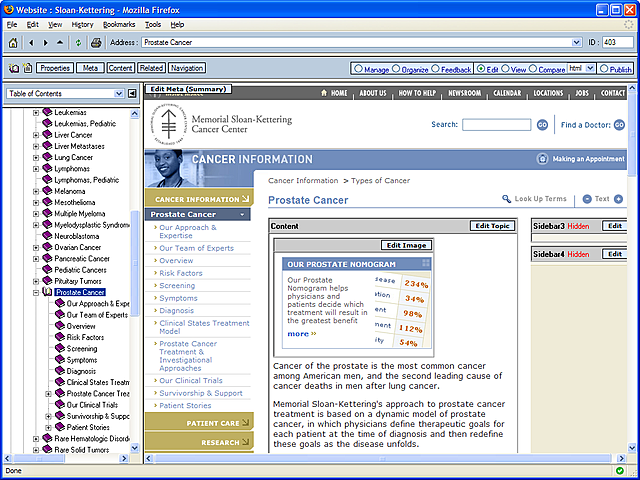 Website : Sloan-Kettering - Mozilla Firefox
File Edit View History Bookmarks Tools Help
Address : Prostate Cancer ID : 403
Properties Meta Content Related Navigation Manage Organize Feedback Edit View Compare html Publish
Table of Contents
Leukemias
Leukemias, Pediatric
Liver Cancer
Liver Metastases
Lung Cancer
Lymphomas
Lymphomas, Pediatric
Melanoma
Mesothelioma
Multiple Myeloma
Myelodysplastic Syndrome
Neuroblastoma
Ovarian Cancer
Pancreatic Cancer
Pediatric Cancers
Pituitary Tumors
Prostate Cancer
Our Approach & Expe
Our Team of Experts
Overview
Risk Factors
Screening
Symptoms
Diagnosis
Clinical States Treatm
Prostate Cancer Trea
Our Clinical Trials
Survivorship & Suppc
Patient Stories
Rare Hematologic Disorde
Rare Solid Tumors
Edit Meta (Summary)
HOME ABOUT US HOW TO HELP NEWSROOM CALENDAR LOCATIONS JOBS CONTACT
Memorial Sloan-Kettering
Cancer Center
Search: GO Find a Doctor: GO
CANCER INFORMATION
Making an Appointment
CANCER INFORMATION
Prostate Cancer
Our Approach &
Expertise
Our Team of Experts
Overview
Risk Factors
Screening
Symptoms
Diagnosis
Clinical States Treatment
Model
Prostate Cancer
Treatment &
Investigational
Approaches
Our Clinical Trials
Survivorship & Support
Patient Stories
PATIENT CARE
RESEARCH
Cancer Information > Types of Cancer
Prostate Cancer
Look Up Terms - Text +
Content Edit Topic
Edit Image
OUR PROSTATE NOMOGRAM
Our Prostate
Nomogram helps
physicians and
patients decide which
treatment will result in
the greatest benefit
more »
sease 234%
tion 34%
ment 98%
ment 112%
ity 54%
Cancer of the prostate is the most common cancer
among American men, and the second leading cause of
cancer deaths in men after lung cancer.
Memorial Sloan-Kettering's approach to prostate cancer
treatment is based on a dynamic model of prostate
cancer, in which physicians define therapeutic goals for
each patient at the time of diagnosis and then redefine
these goals as the disease unfolds.
Sidebar3 Hidden Edit
Sidebar4 Hidden Edit
Done